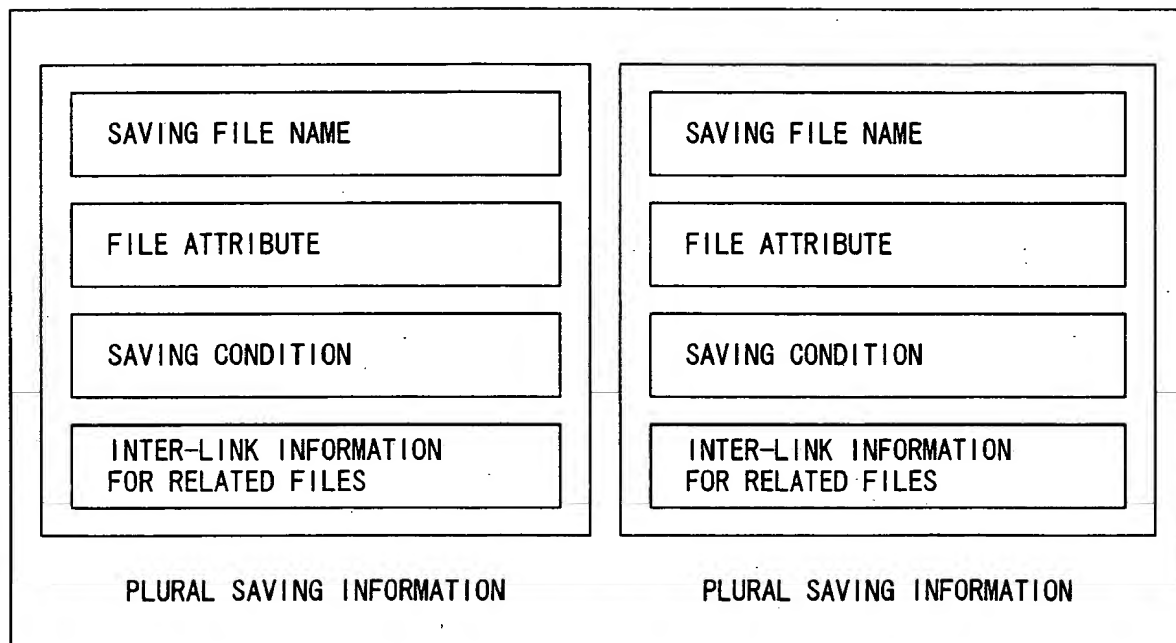 SAVING FILE NAME
FILE ATTRIBUTE
SAVING CONDITION
INTER-LINK INFORMATION
FOR RELATED FILES
PLURAL SAVING INFORMATION
SAVING FILE NAME
FILE ATTRIBUTE
SAVING CONDITION
INTER-LINK INFORMATION
FOR RELATED FILES
PLURAL SAVING INFORMATION